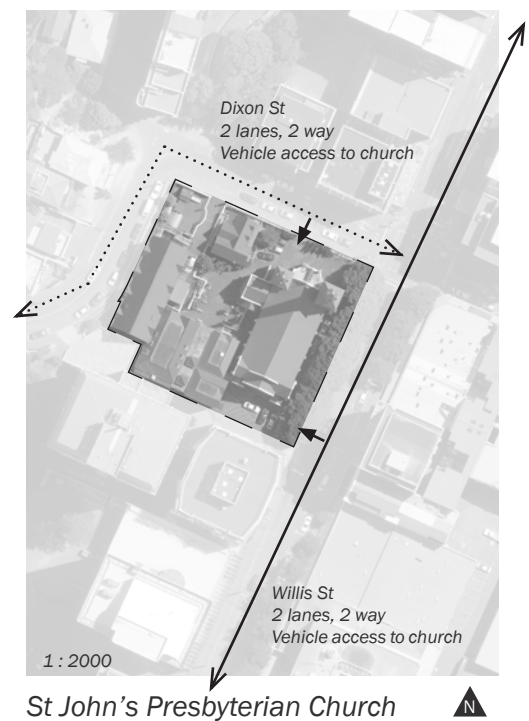 Dixon St
2 lanes, 2 way
Vehicle access to church
Willis St
2 lanes, 2 way
Vehicle access to church
1 : 2000
St John's Presbyterian Church
N